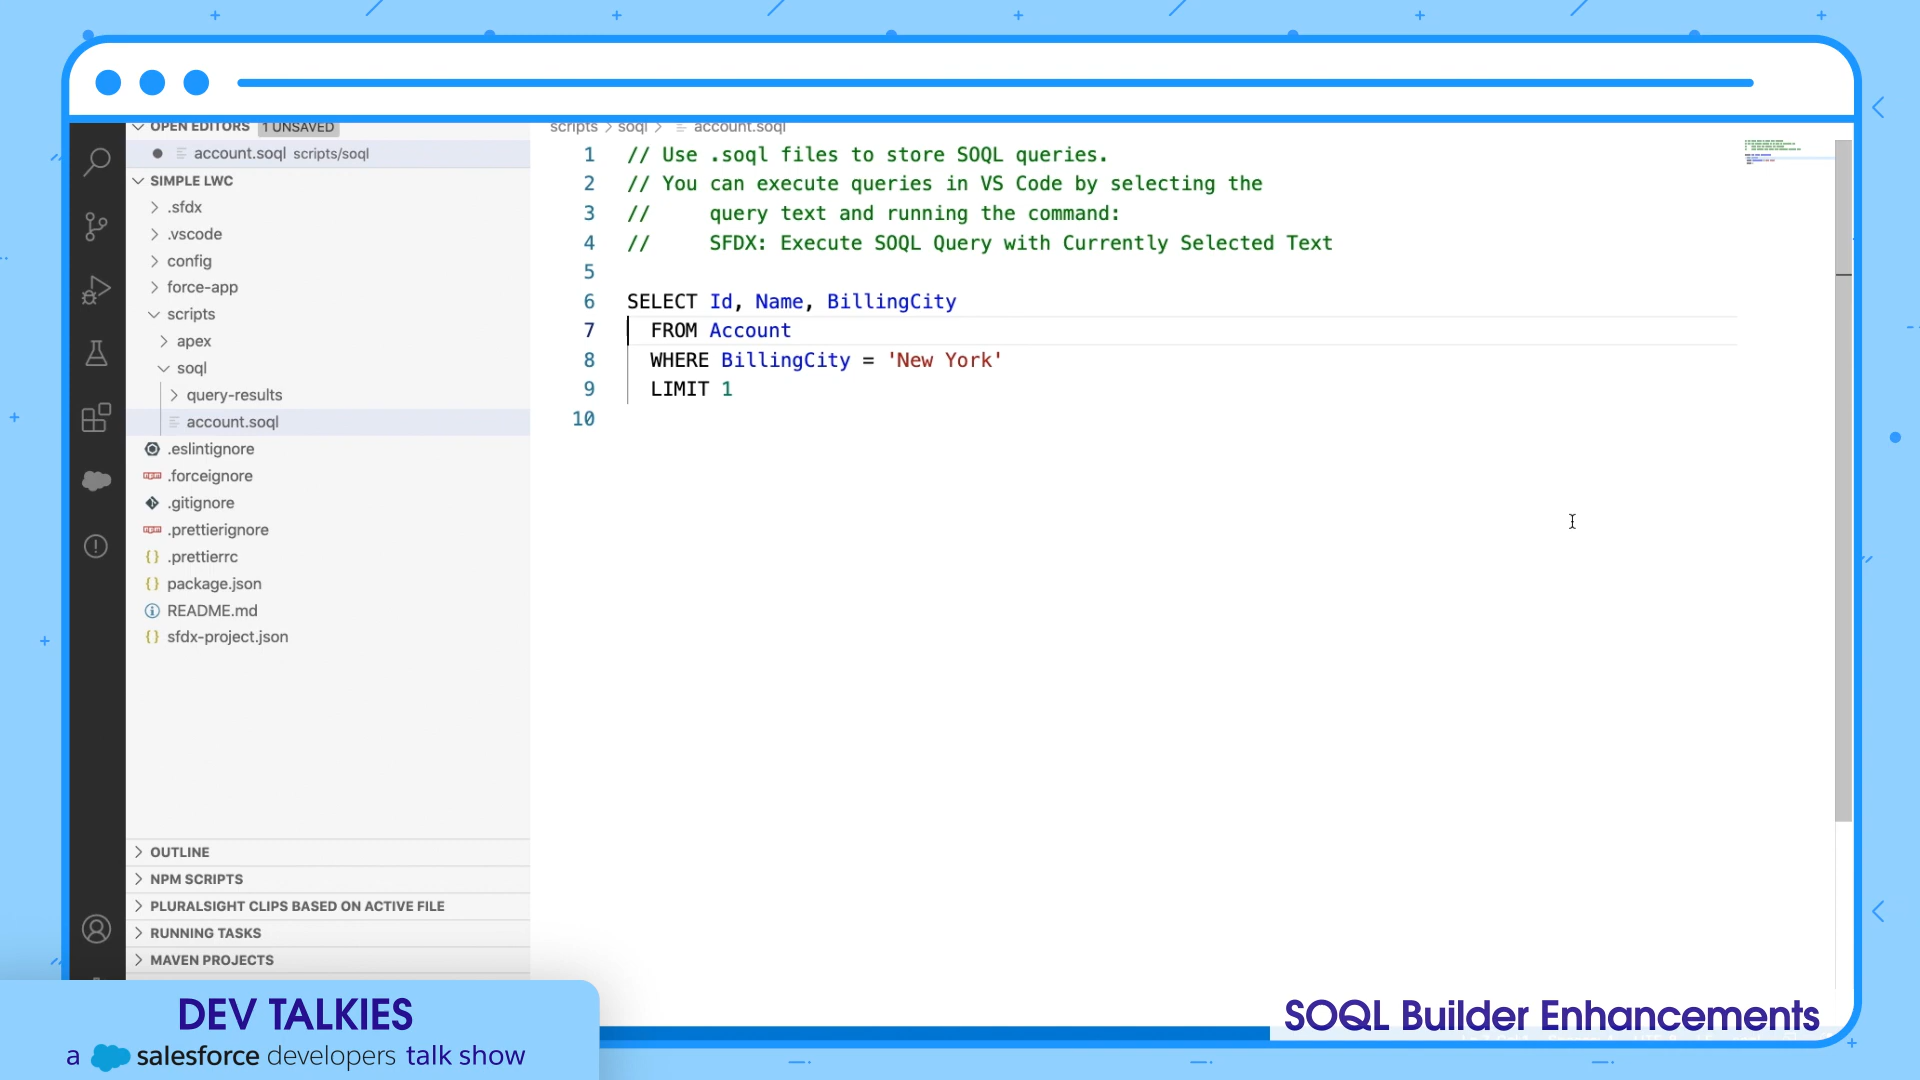 OPEN EDITORS 1 UNSAVED
account.soql scripts/soql
SIMPLE LWC
.sfdx
.vscode
config
force-app
scripts
apex
soql
query-results
account.soql
.eslintignore
.forceignore
.gitignore
.prettierignore
.prettierrc
package.json
README.md
sfdx-project.json
OUTLINE
NPM SCRIPTS
PLURALSIGHT CLIPS BASED ON ACTIVE FILE
RUNNING TASKS
MAVEN PROJECTS
scripts > soql > account.soql
1 // Use .soql files to store SOQL queries.
2 // You can execute queries in VS Code by selecting the
3 //     query text and running the command:
4 //     SFDX: Execute SOQL Query with Currently Selected Text
5
6 SELECT Id, Name, BillingCity
7   FROM Account
8   WHERE BillingCity = 'New York'
9   LIMIT 1
10
DEV TALKIES
a salesforce developers talk show
SOQL Builder Enhancements